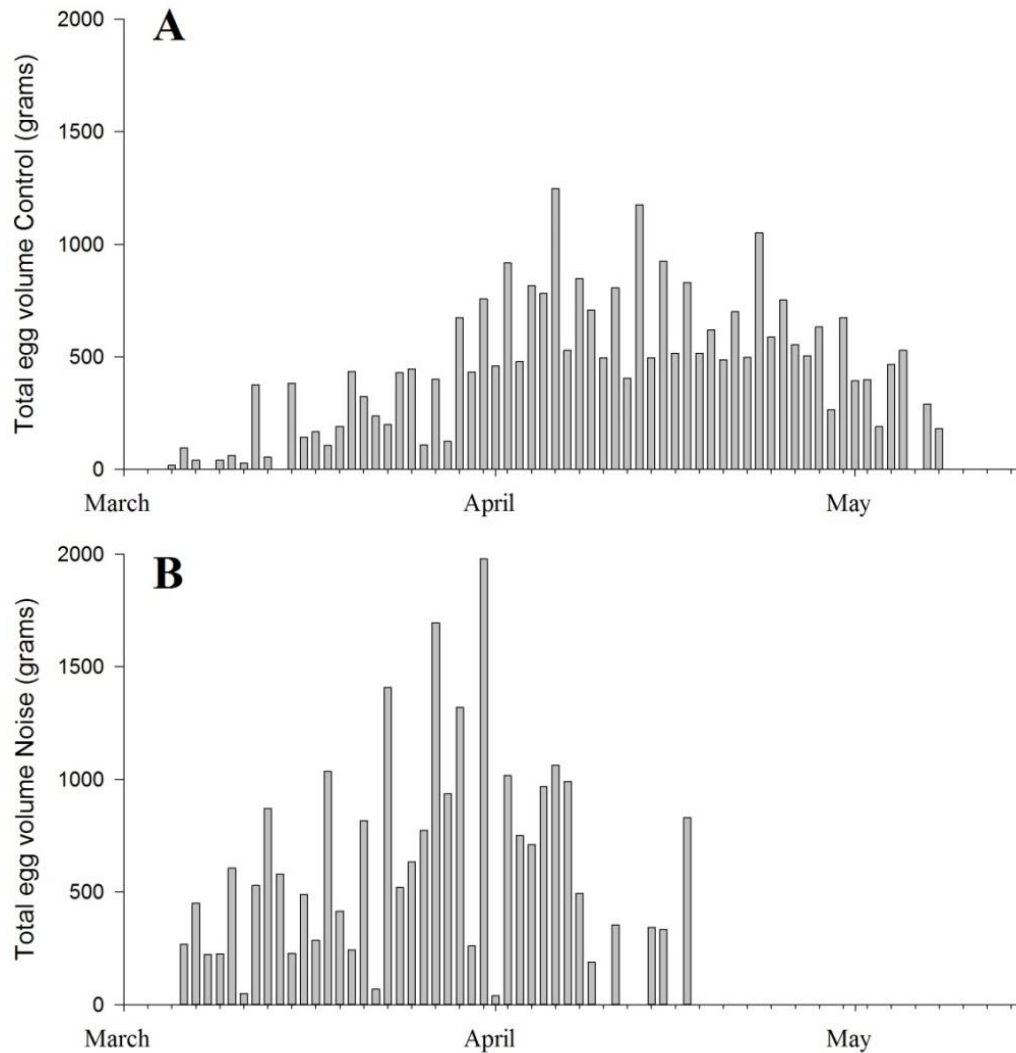 A
Total egg volume Control (grams)
2000
1500
1000
500
0
March April May
B
Total egg volume Noise (grams)
2000
1500
1000
500
0
March April May